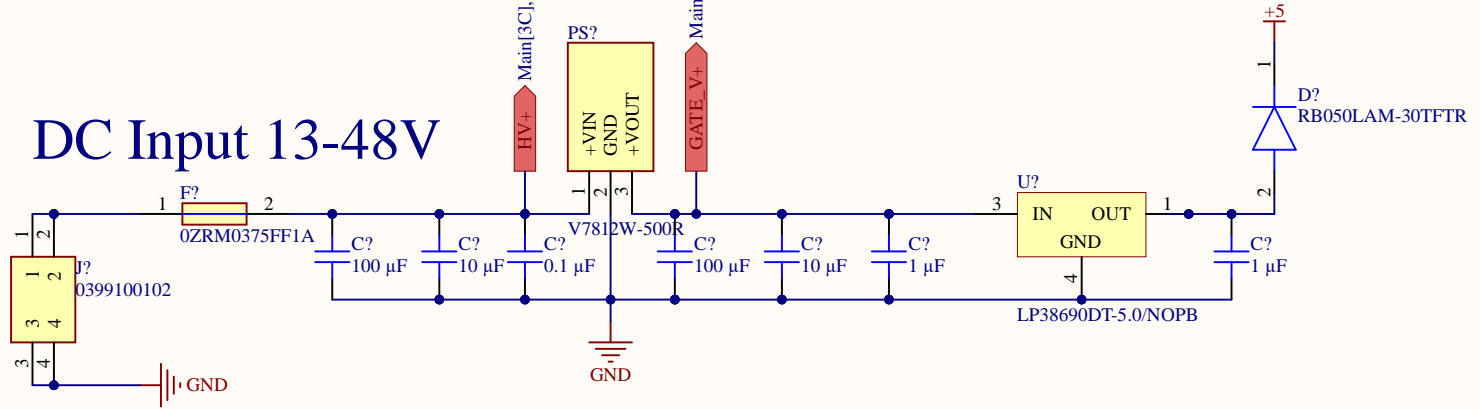 +5
Main[3C],
Main
PS?
1
D?
RB050LAM-30TFTR
HV+
+VIN
GND
+VOUT
GATE_V+
DC Input 13-48V
F?
1
2
0ZRM0375FF1A
1
2
3
V7812W-500R
U?
3
IN
OUT
GND
1
2
4
LP38690DT-5.0/NOPB
C?
100 µF
C?
10 µF
C?
0.1 µF
C?
100 µF
C?
10 µF
C?
1 µF
C?
1 µF
1
2
J?
0399100102
1
2
3
4
3
4
GND
GND